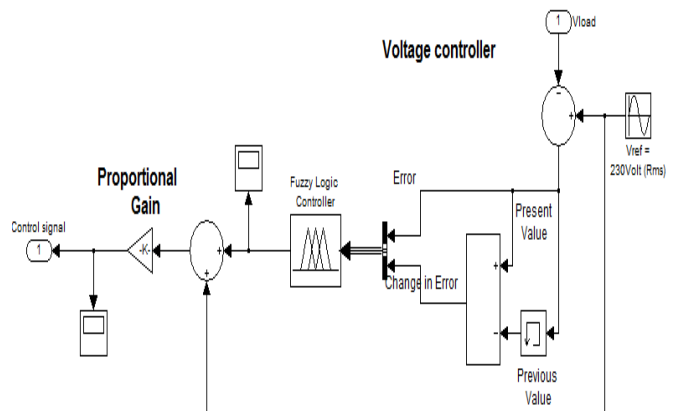 1
Vload
Voltage controller
−
+
Vref =
230Volt (Rms)
Error
Present
Value
Fuzzy Logic
Controller
Proportional
Gain
Control signal
1
-K-
+
+
Change in Error
+
−
Previous
Value